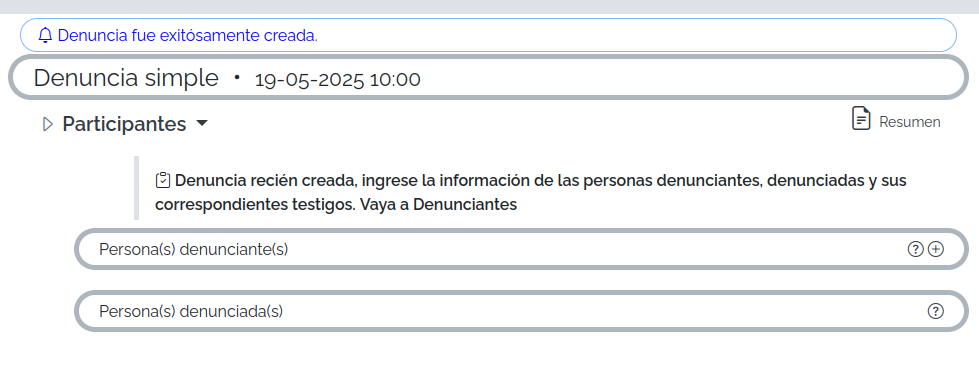 Denuncia fue exitósamente creada.
Denuncia simple • 19-05-2025 10:00
Participantes
Resumen
Denuncia recién creada, ingrese la información de las personas denunciantes, denunciadas y sus
correspondientes testigos. Vaya a Denunciantes
Persona(s) denunciante(s)
Persona(s) denunciada(s)